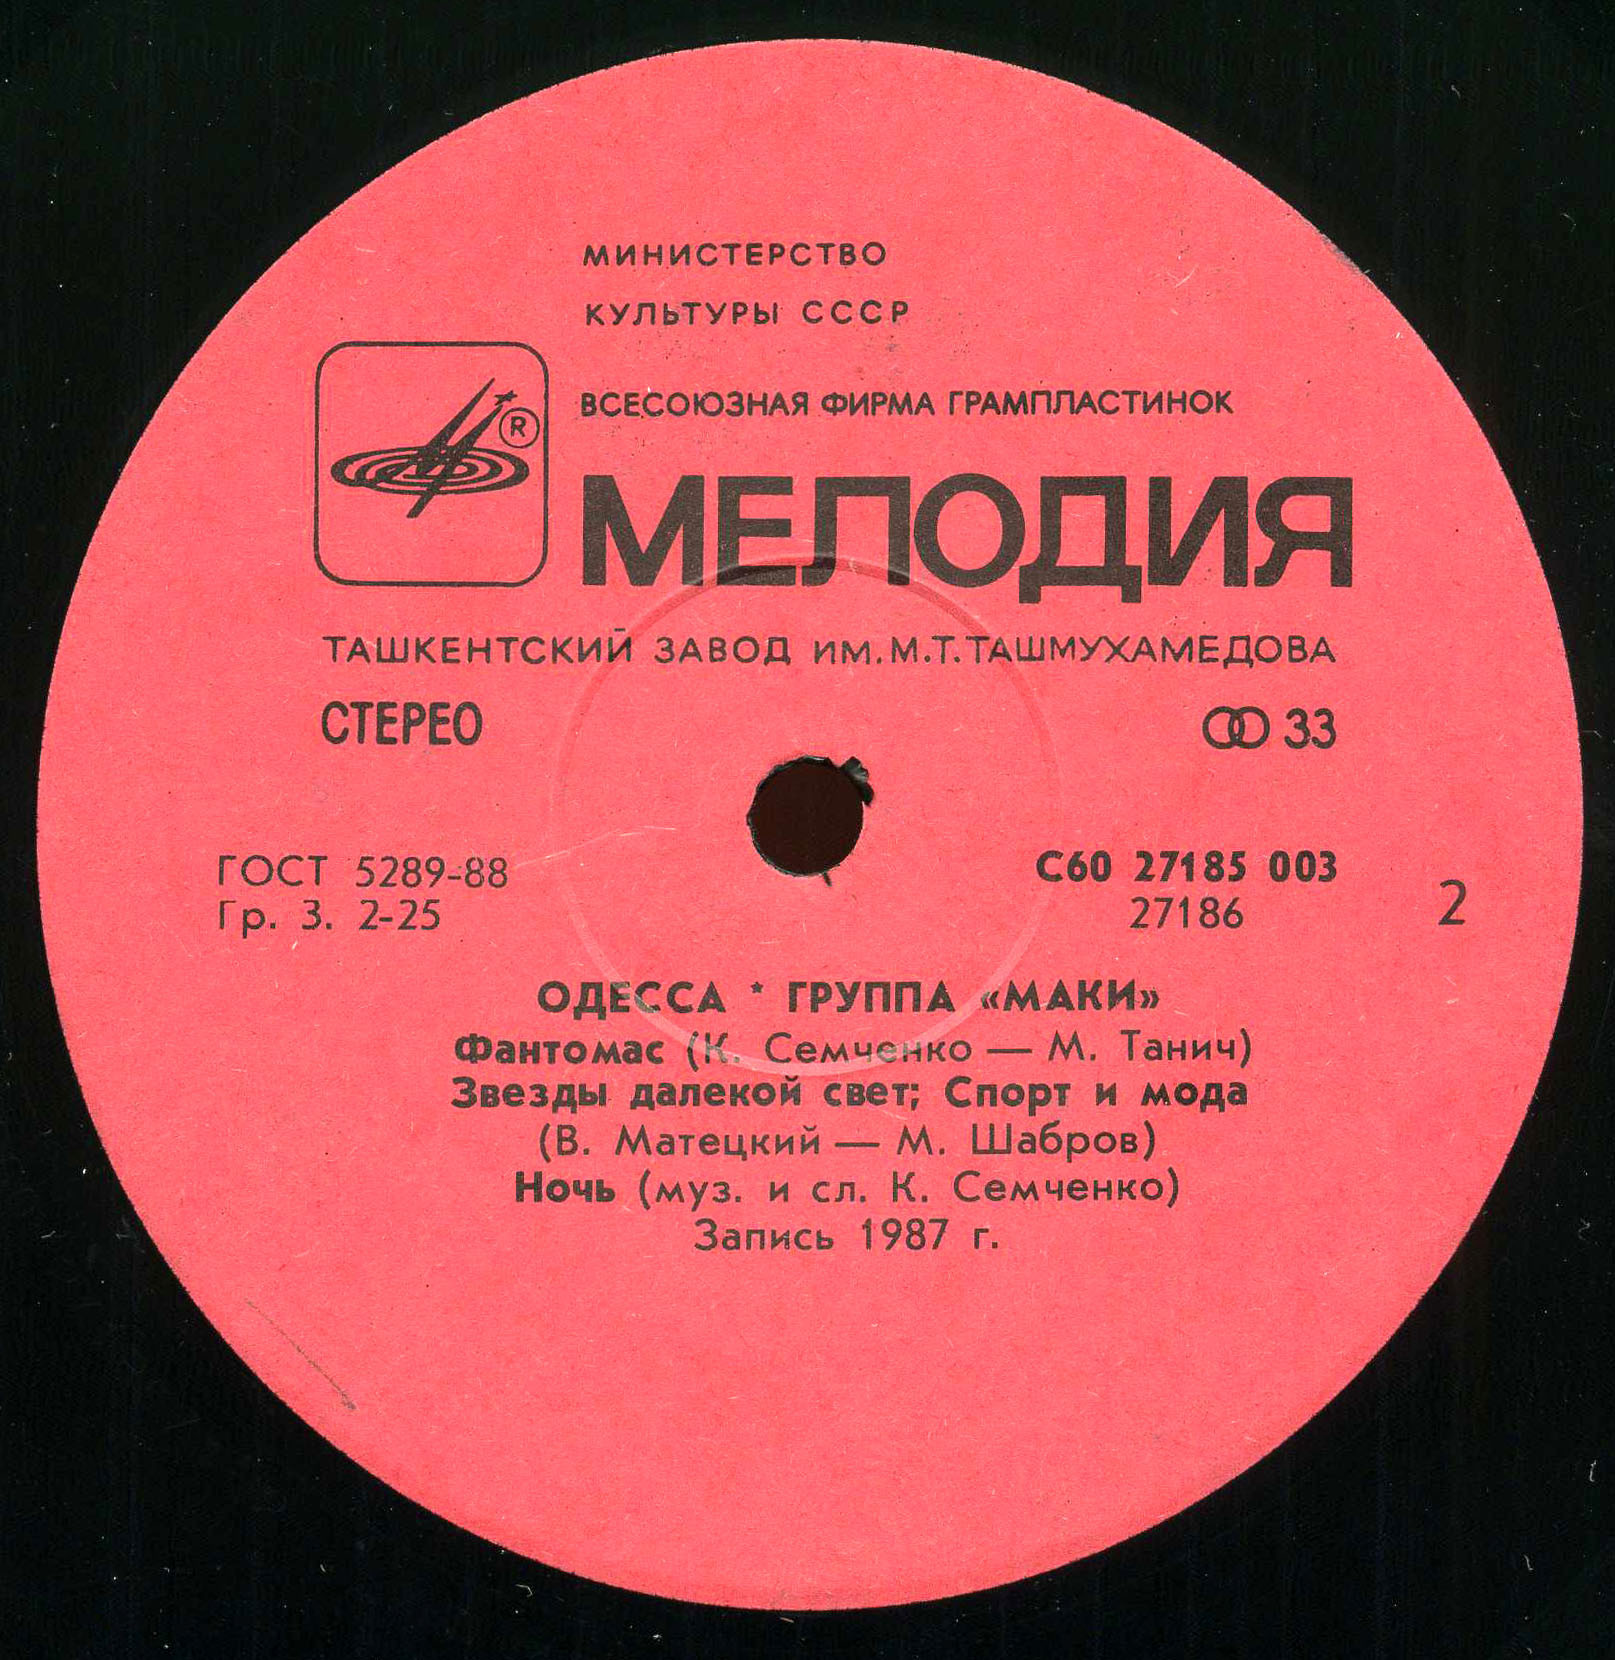 МИНИСТЕРСТВО
КУЛЬТУРЫ СССР
ВСЕСОЮЗНАЯ ФИРМА ГРАМПЛАСТИНОК
®
МЕЛОДИЯ
ТАШКЕНТСКИЙ ЗАВОД ИМ. М.Т. ТАШМУХАМЕДОВА
СТЕРЕО 33
ГОСТ 5289-88 С60 27185 003
Гр. 3. 2-25 27186 2
ОДЕССА * ГРУППА «МАКИ»
Фантомас (К. Семченко — М. Танич)
Звезды далекой свет; Спорт и мода
(В. Матецкий — М. Шабров)
Ночь (муз. и сл. К. Семченко)
Запись 1987 г.